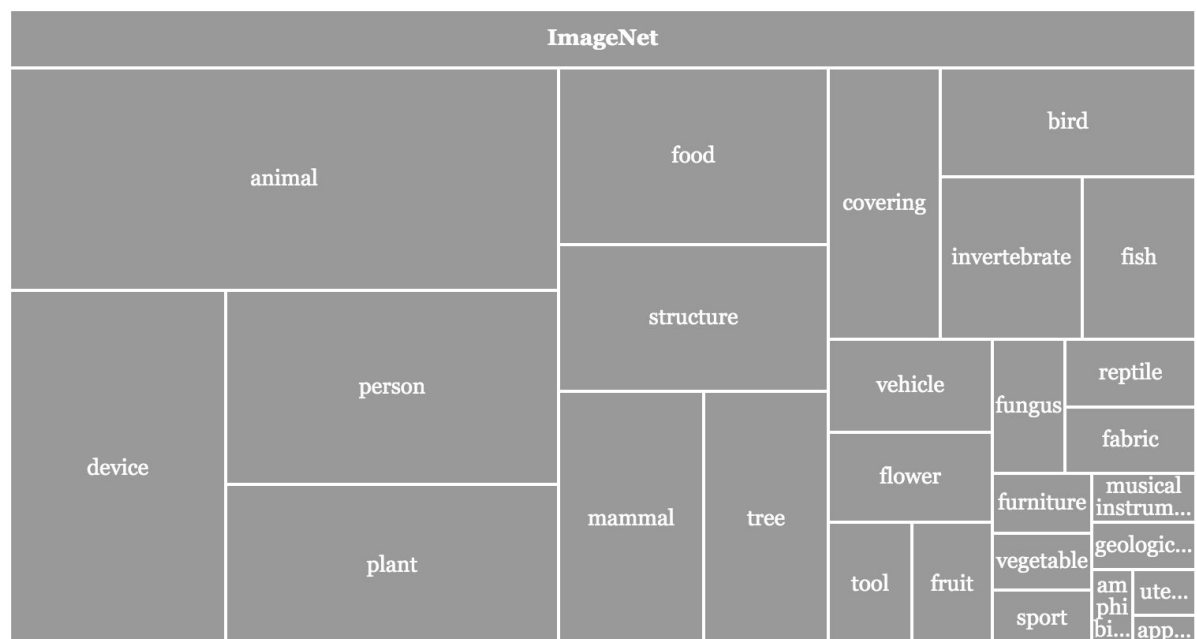 ImageNet
animal
food
covering
bird
invertebrate
fish
structure
device
person
plant
mammal
tree
vehicle
fungus
reptile
fabric
flower
furniture
musical
instrum...
vegetable
geologic...
tool
fruit
sport
am
phi
bi...
ute...
app...